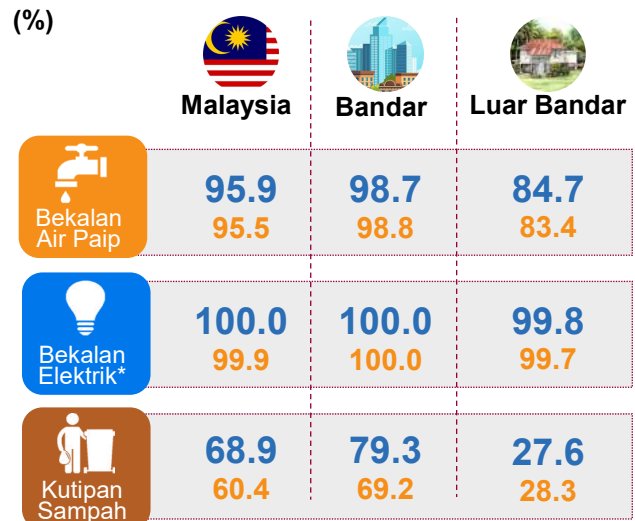 (%)
Malaysia Bandar Luar Bandar
Bekalan
Air Paip
95.9 98.7 84.7
95.5 98.8 83.4
Bekalan
Elektrik*
100.0 100.0 99.8
99.9 100.0 99.7
Kutipan
Sampah
68.9 79.3 27.6
60.4 69.2 28.3